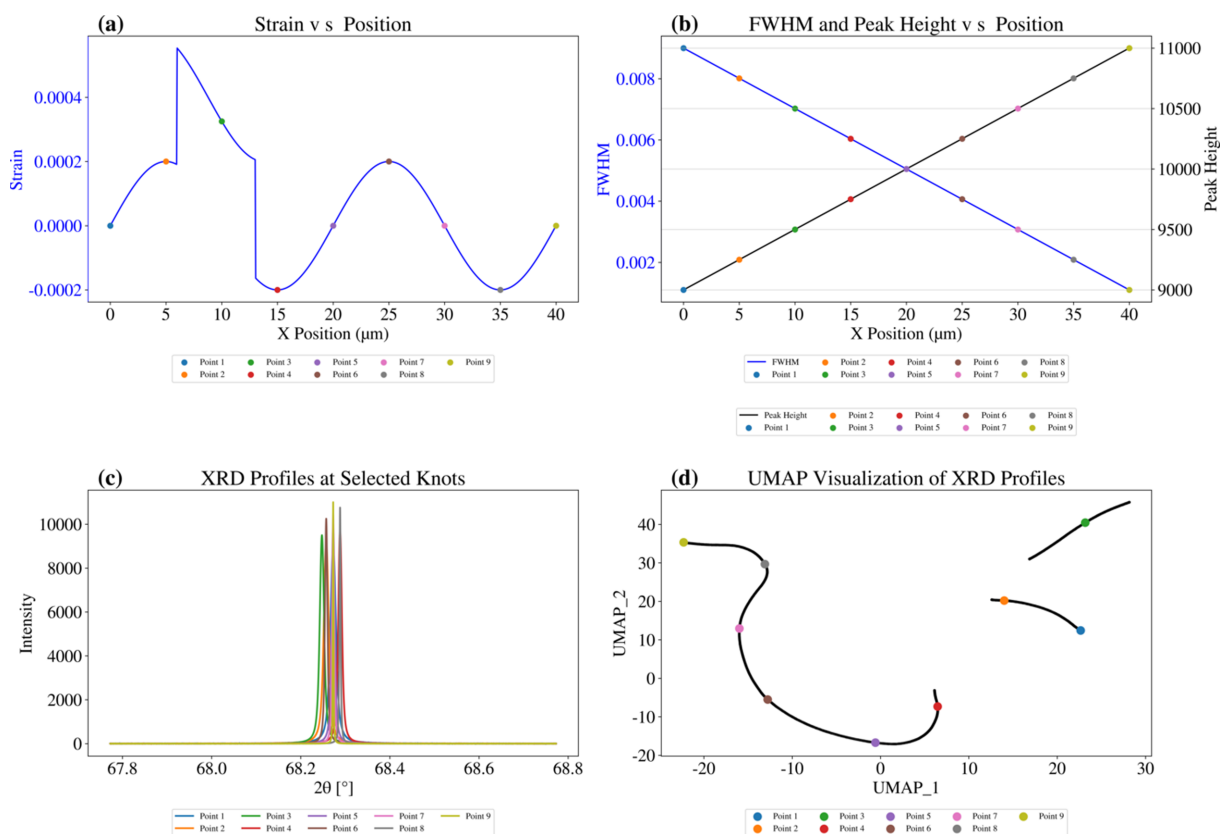 (a) Strain v s Position
0.0004
0.0002
0.0000
-0.0002
Strain
0 5 10 15 20 25 30 35 40
X Position (μm)
Point 1 Point 3 Point 5 Point 7 Point 9
Point 2 Point 4 Point 6 Point 8
(b) FWHM and Peak Height v s Position
0.008
0.006
0.004
0.002
FWHM
11000
10500
10000
9500
9000
Peak Height
0 5 10 15 20 25 30 35 40
X Position (μm)
FWHM Point 2 Point 4 Point 6 Point 8
Point 1 Point 3 Point 5 Point 7 Point 9
Peak Height Point 2 Point 4 Point 6 Point 8
Point 1 Point 3 Point 5 Point 7 Point 9
(c) XRD Profiles at Selected Knots
10000
8000
6000
4000
2000
0
Intensity
67.8 68.0 68.2 68.4 68.6 68.8
2θ [°]
Point 1 Point 3 Point 5 Point 7 Point 9
Point 2 Point 4 Point 6 Point 8
(d) UMAP Visualization of XRD Profiles
40
30
20
10
0
-10
-20
UMAP_2
-20 -10 0 10 20 30
UMAP_1
Point 1 Point 3 Point 5 Point 7 Point 9
Point 2 Point 4 Point 6 Point 8